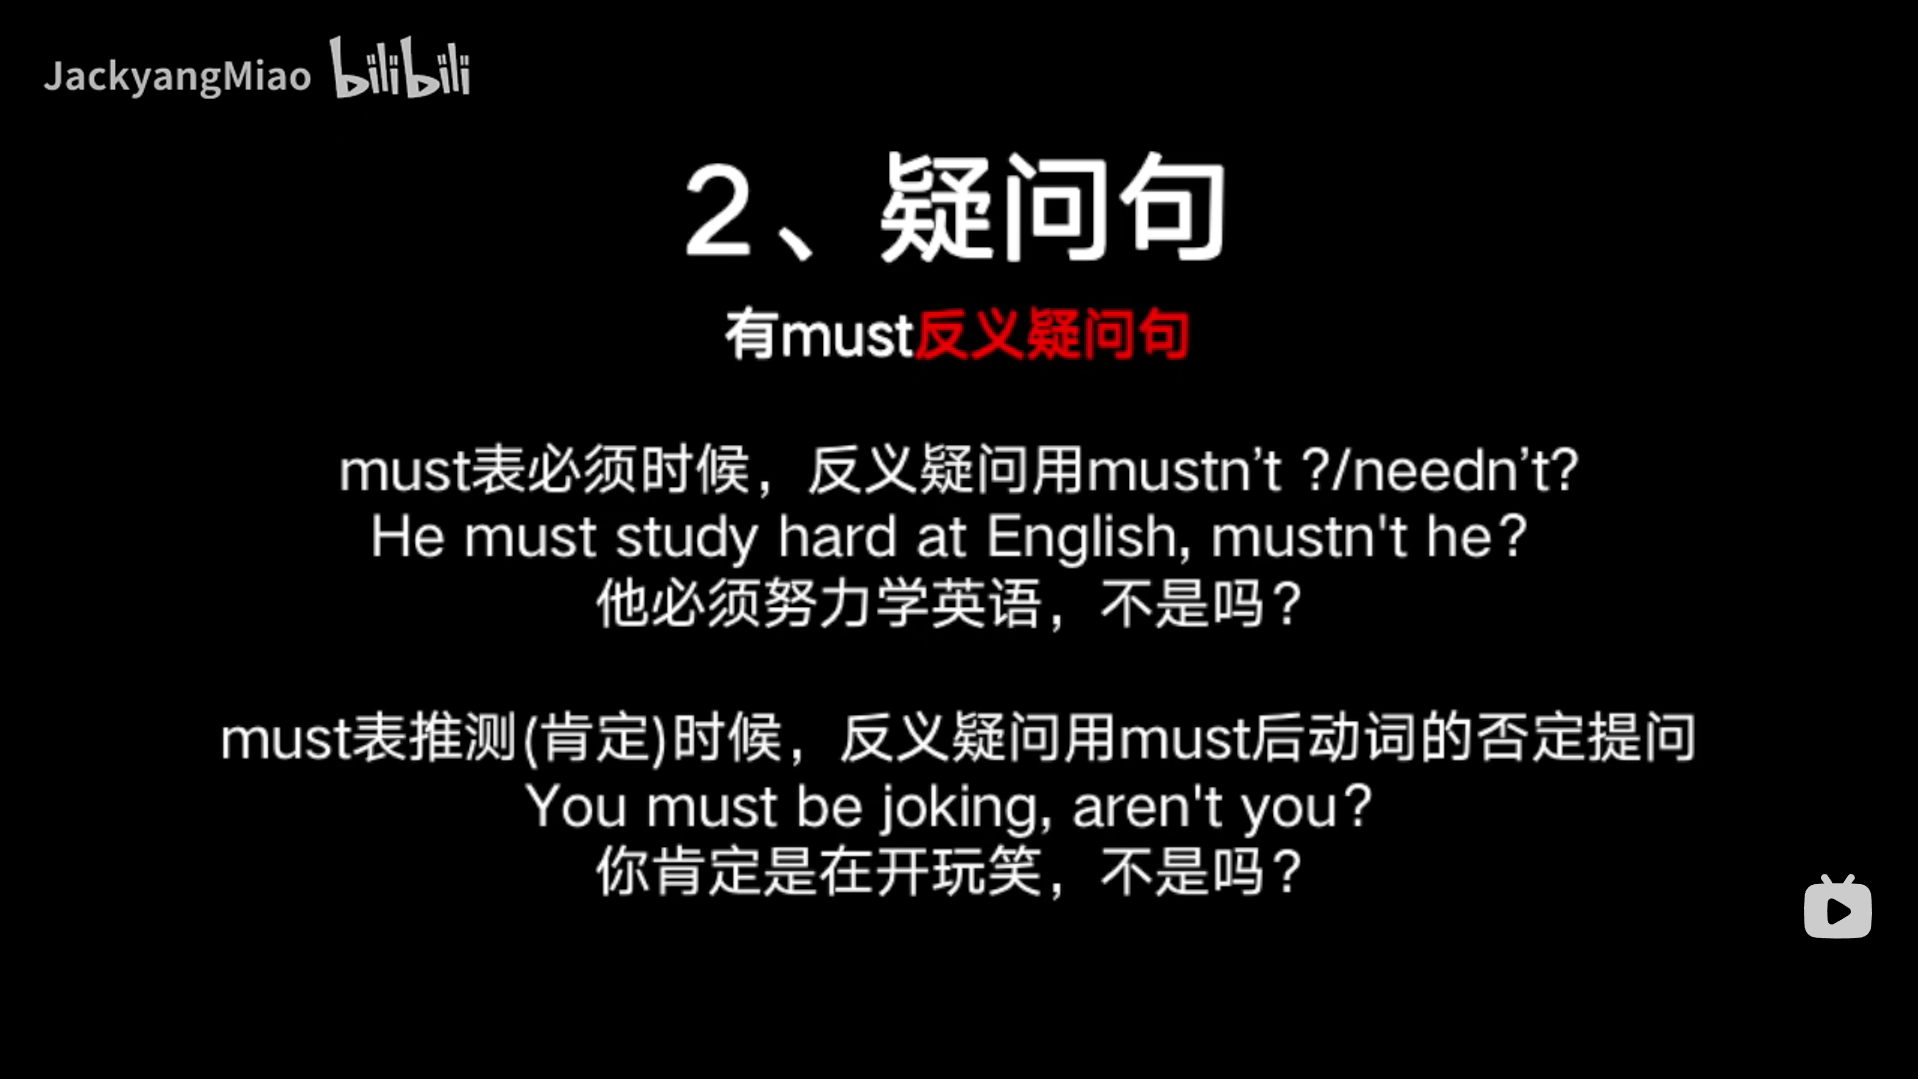 JackyangMiao bilibili
2、疑问句
有must反义疑问句
must表必须时候，反义疑问用mustn’t ?/needn’t?
He must study hard at English, mustn't he?
他必须努力学英语，不是吗?
must表推测(肯定)时候，反义疑问用must后动词的否定提问
You must be joking, aren't you?
你肯定是在开玩笑，不是吗?